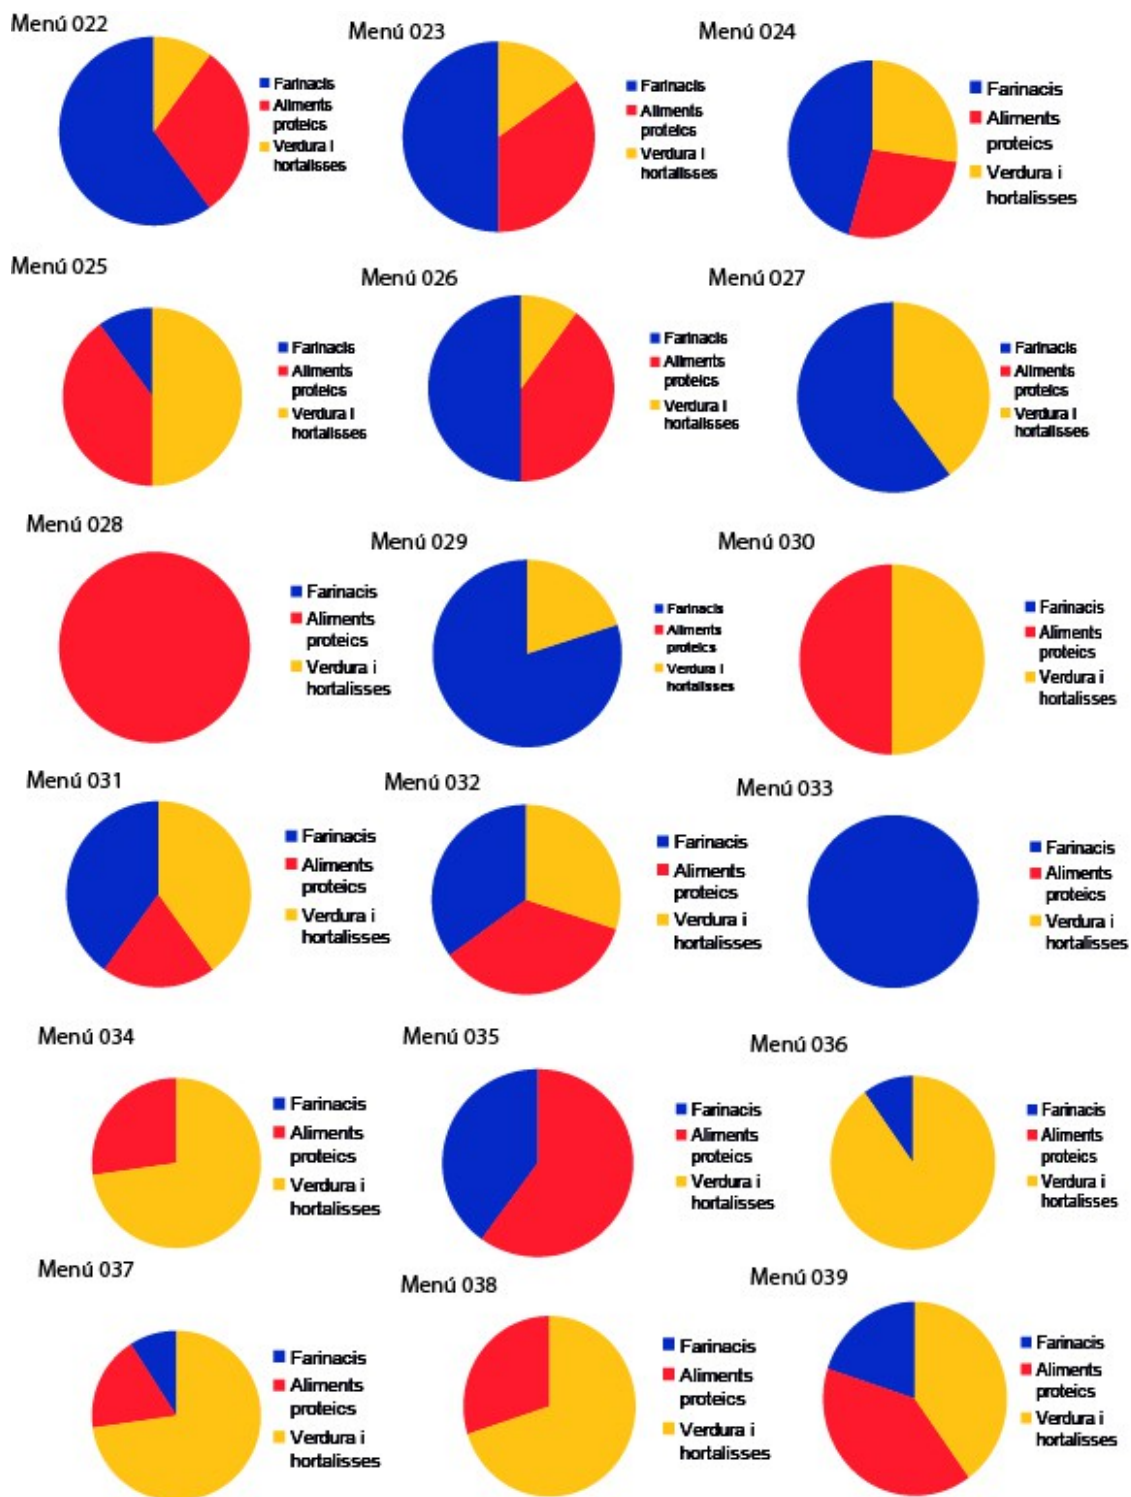 Menú 022
Farinacis
Aliments
proteics
Verdura i
hortalisses
Menú 023
Farinacis
Aliments
proteics
Verdura i
hortalisses
Menú 024
Farinacis
Aliments
proteics
Verdura i
hortalisses
Menú 025
Farinacis
Aliments
proteics
Verdura i
hortalisses
Menú 026
Farinacis
Aliments
proteics
Verdura i
hortalisses
Menú 027
Farinacis
Aliments
proteics
Verdura i
hortalisses
Menú 028
Farinacis
Aliments
proteics
Verdura i
hortalisses
Menú 029
Farinacis
Aliments
proteics
Verdura i
hortalisses
Menú 030
Farinacis
Aliments
proteics
Verdura i
hortalisses
Menú 031
Farinacis
Aliments
proteics
Verdura i
hortalisses
Menú 032
Farinacis
Aliments
proteics
Verdura i
hortalisses
Menú 033
Farinacis
Aliments
proteics
Verdura i
hortalisses
Menú 034
Farinacis
Aliments
proteics
Verdura i
hortalisses
Menú 035
Farinacis
Aliments
proteics
Verdura i
hortalisses
Menú 036
Farinacis
Aliments
proteics
Verdura i
hortalisses
Menú 037
Farinacis
Aliments
proteics
Verdura i
hortalisses
Menú 038
Farinacis
Aliments
proteics
Verdura i
hortalisses
Menú 039
Farinacis
Aliments
proteics
Verdura i
hortalisses